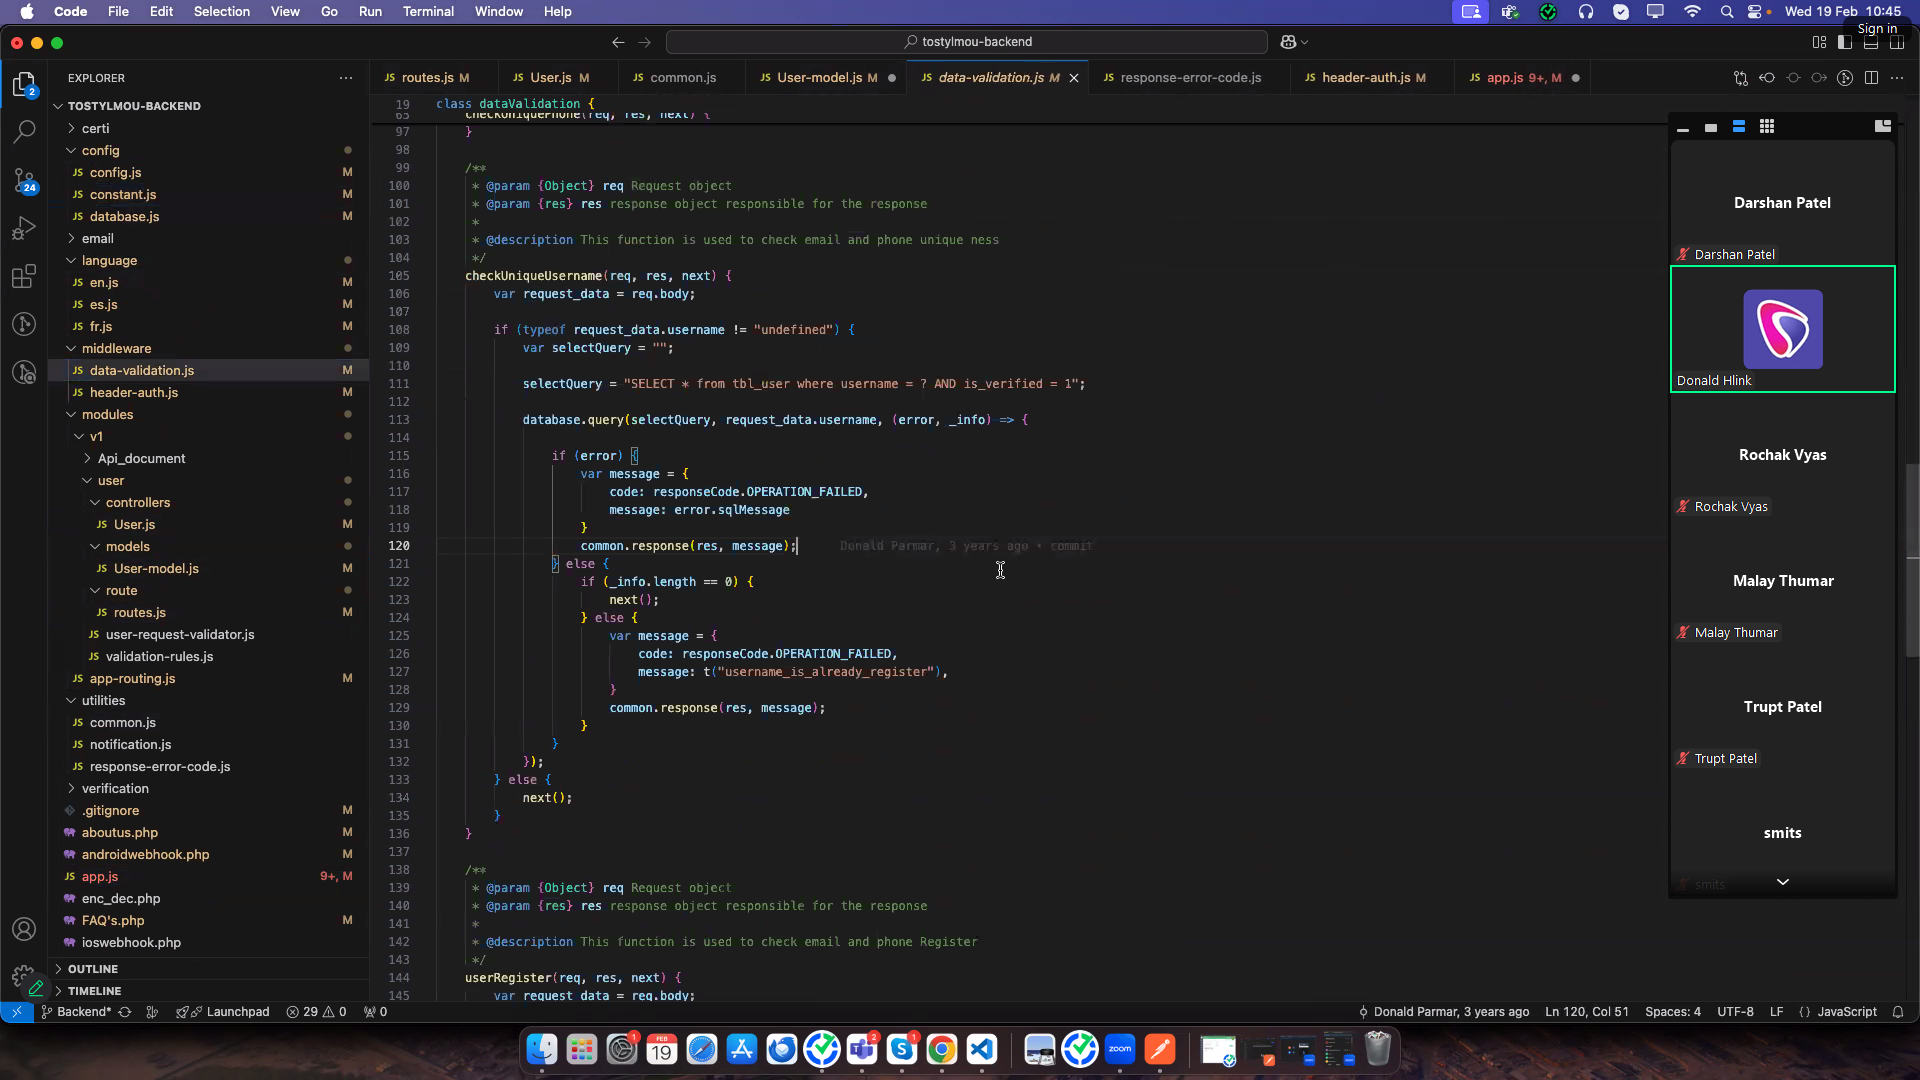 Code File Edit Selection View Go Run Terminal Window Help
Wed 19 Feb 10:45
Sign in
tostylmou-backend
EXPLORER
routes.js M
User.js M
common.js
User-model.js M
data-validation.js M
response-error-code.js
header-auth.js M
app.js 9+, M
TOSTYLMOU-BACKEND
certi
config
config.js M
constant.js M
database.js M
email
language
en.js M
es.js M
fr.js M
middleware
data-validation.js M
header-auth.js M
modules
v1
Api_document
user
controllers
User.js M
models
User-model.js M
route
routes.js M
user-request-validator.js
validation-rules.js
app-routing.js M
utilities
common.js
notification.js
response-error-code.js
verification
.gitignore M
aboutus.php M
androidwebhook.php M
app.js 9+, M
enc_dec.php
FAQ's.php M
ioswebhook.php
OUTLINE
TIMELINE
2
24
19 class dataValidation {
65 checkUniquePhone(req, res, next) {
97 }
98
99 /**
100 * @param {Object} req Request object
101 * @param {res} res response object responsible for the response
102 *
103 * @description This function is used to check email and phone unique ness
104 */
105 checkUniqueUsername(req, res, next) {
106 var request_data = req.body;
107
108 if (typeof request_data.username != "undefined") {
109 var selectQuery = "";
110
111 selectQuery = "SELECT * from tbl_user where username = ? AND is_verified = 1";
112
113 database.query(selectQuery, request_data.username, (error, _info) => {
114
115 if (error) {
116 var message = {
117 code: responseCode.OPERATION_FAILED,
118 message: error.sqlMessage
119 }
120 common.response(res, message); Donald Parmar, 3 years ago • commit
121 } else {
122 if (_info.length == 0) {
123 next();
124 } else {
125 var message = {
126 code: responseCode.OPERATION_FAILED,
127 message: t("username_is_already_register"),
128 }
129 common.response(res, message);
130 }
131 }
132 });
133 } else {
134 next();
135 }
136 }
137
138 /**
139 * @param {Object} req Request object
140 * @param {res} res response object responsible for the response
141 *
142 * @description This function is used to check email and phone Register
143 */
144 userRegister(req, res, next) {
145 var request_data = req.body;
Darshan Patel
Darshan Patel
Donald Hlink
Rochak Vyas
Rochak Vyas
Malay Thumar
Malay Thumar
Trupt Patel
Trupt Patel
smits
smits
Backend* Launchpad 29 0 0
Donald Parmar, 3 years ago Ln 120, Col 51 Spaces: 4 UTF-8 LF {} JavaScript
1
FEB
19
2
1
zoom